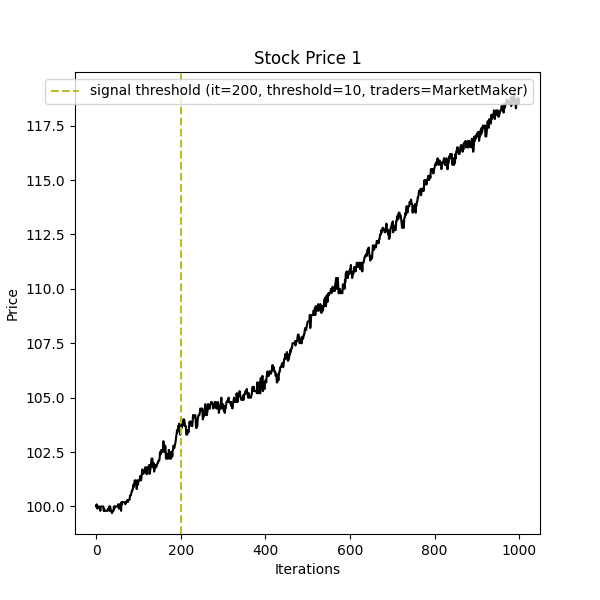 Stock Price 1
signal threshold (it=200, threshold=10, traders=MarketMaker)
117.5
115.0
112.5
110.0
107.5
105.0
102.5
100.0
Price
0 200 400 600 800 1000
Iterations